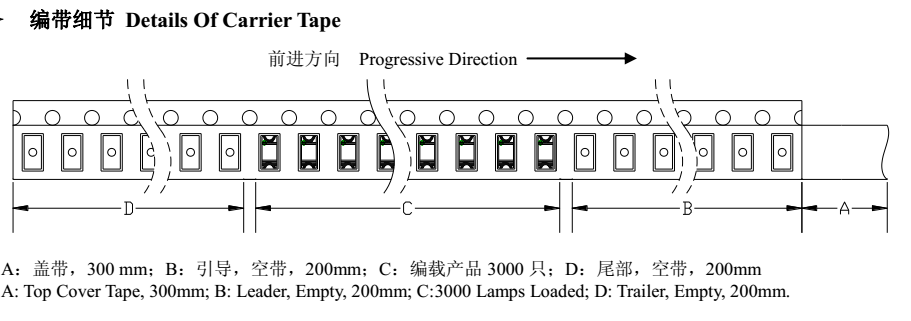 编带细节 Details Of Carrier Tape
前进方向 Progressive Direction
D C B A
A：盖带，300 mm；B：引导，空带，200mm；C：编载产品 3000 只；D：尾部，空带，200mm
A: Top Cover Tape, 300mm; B: Leader, Empty, 200mm; C:3000 Lamps Loaded; D: Trailer, Empty, 200mm.